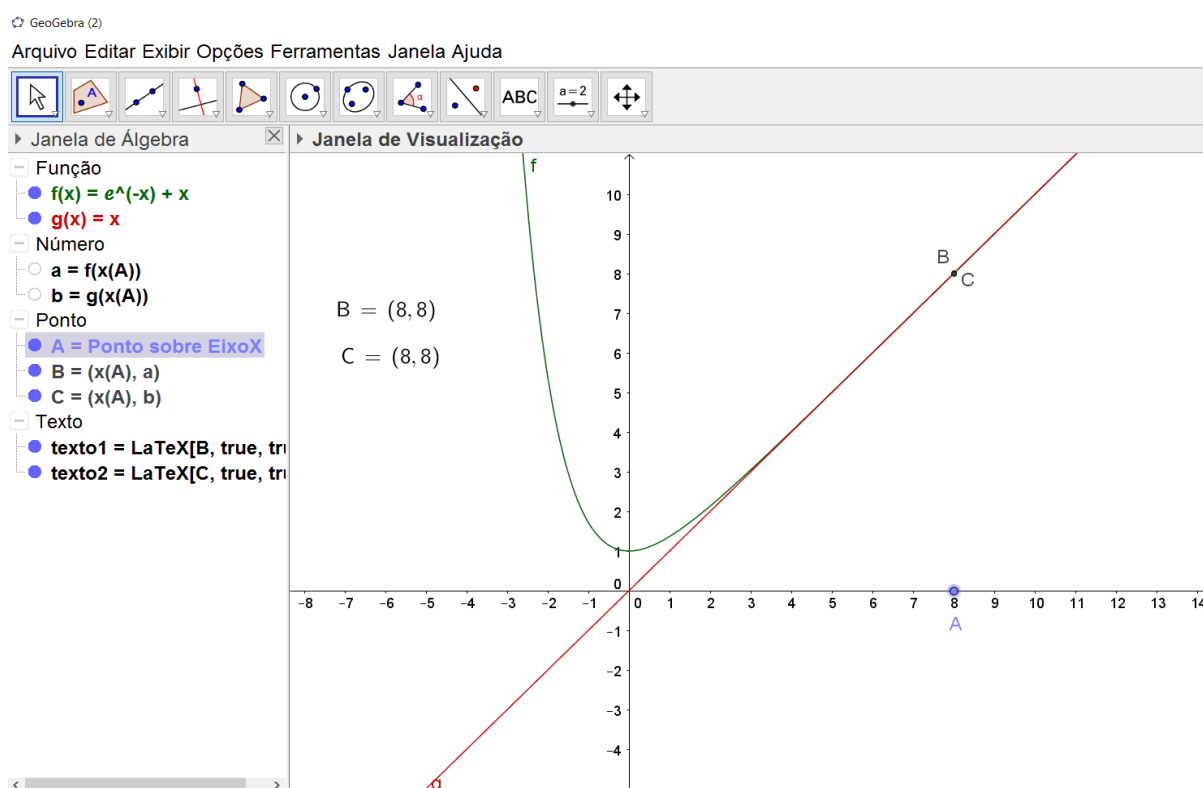 GeoGebra (2)
Arquivo Editar Exibir Opções Ferramentas Janela Ajuda
A
α
ABC
a=2
Janela de Álgebra
Janela de Visualização
Função
f(x) = e^(-x) + x
g(x) = x
Número
a = f(x(A))
b = g(x(A))
Ponto
A = Ponto sobre EixoX
B = (x(A), a)
C = (x(A), b)
Texto
texto1 = LaTeX[B, true, tru
texto2 = LaTeX[C, true, tru
f
B = (8, 8)
C = (8, 8)
B
C
10
9
8
7
6
5
4
3
2
1
0
−8 −7 −6 −5 −4 −3 −2 −1 0 1 2 3 4 5 6 7 8 9 10 11 12 13 14
A
−1
−2
−3
−4
g